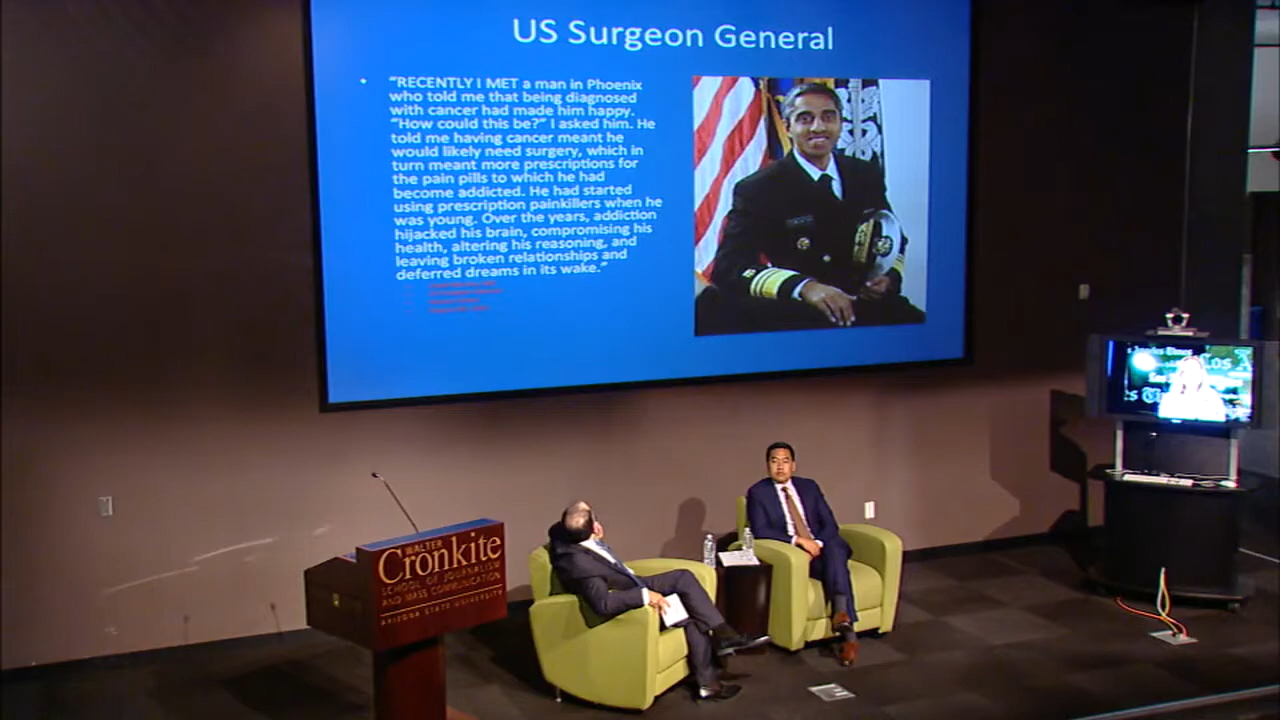 US Surgeon General
• “RECENTLY I MET a man in Phoenix
who told me that being diagnosed
with cancer had made him happy.
“How could this be?” I asked him. He
told me having cancer meant he
would likely need surgery, which in
turn meant more prescriptions for
the pain pills to which he had
become addicted. He had started
using prescription painkillers when he
was young. Over the years, addiction
hijacked his brain, compromising his
health, altering his reasoning, and
leaving broken relationships and
deferred dreams in its wake.”
Los Angeles Times
Los A
WALTER
Cronkite
SCHOOL OF JOURNALISM
AND MASS COMMUNICATION
ARIZONA STATE UNIVERSITY